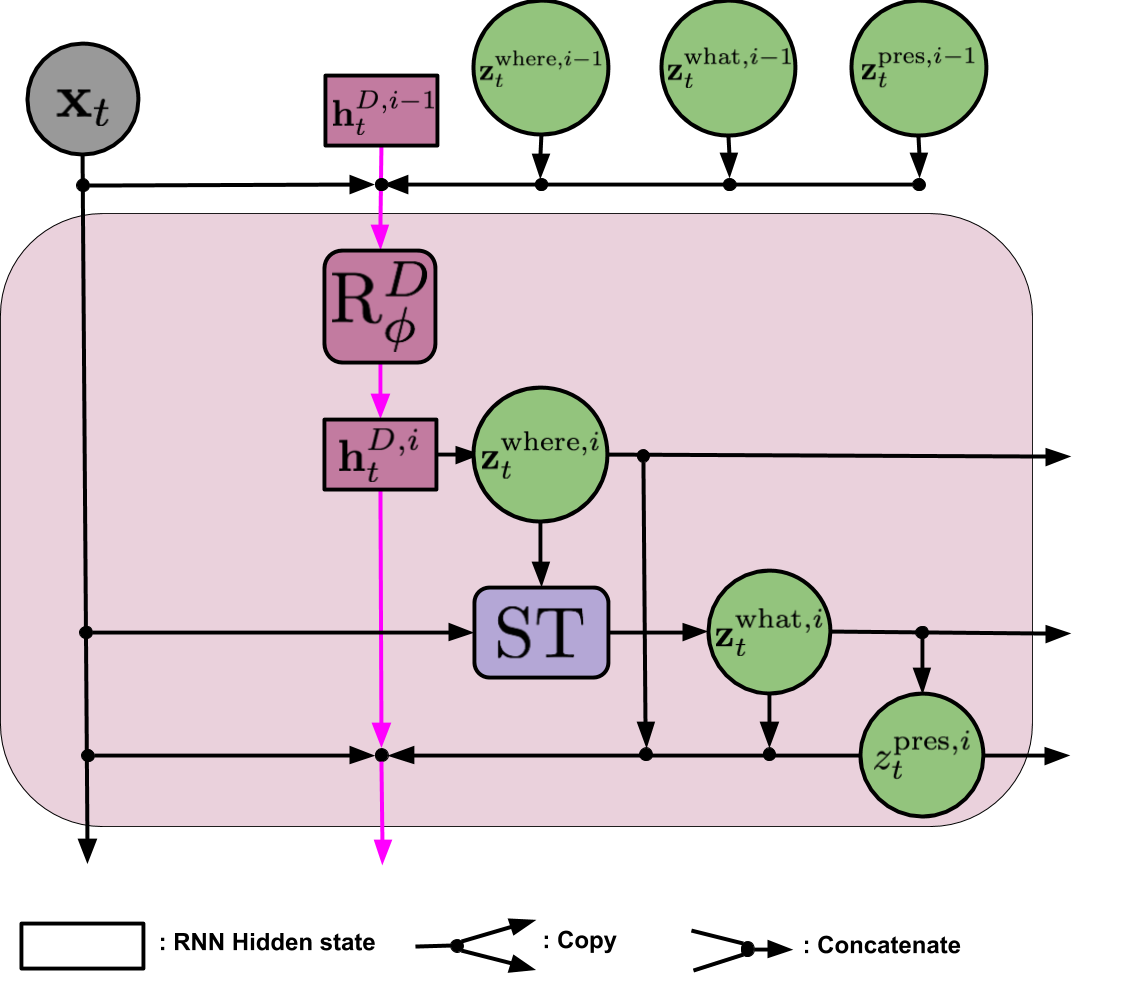 $\mathbf{x}_t$
$\mathbf{h}_t^{D,i-1}$
$\mathbf{z}_t^{\text{where},i-1}$
$\mathbf{z}_t^{\text{what},i-1}$
$\mathbf{z}_t^{\text{pres},i-1}$
$\mathrm{R}_\phi^D$
$\mathbf{h}_t^{D,i}$
$\mathbf{z}_t^{\text{where},i}$
ST
$\mathbf{z}_t^{\text{what},i}$
$z_t^{\text{pres},i}$
: RNN Hidden state
: Copy
: Concatenate